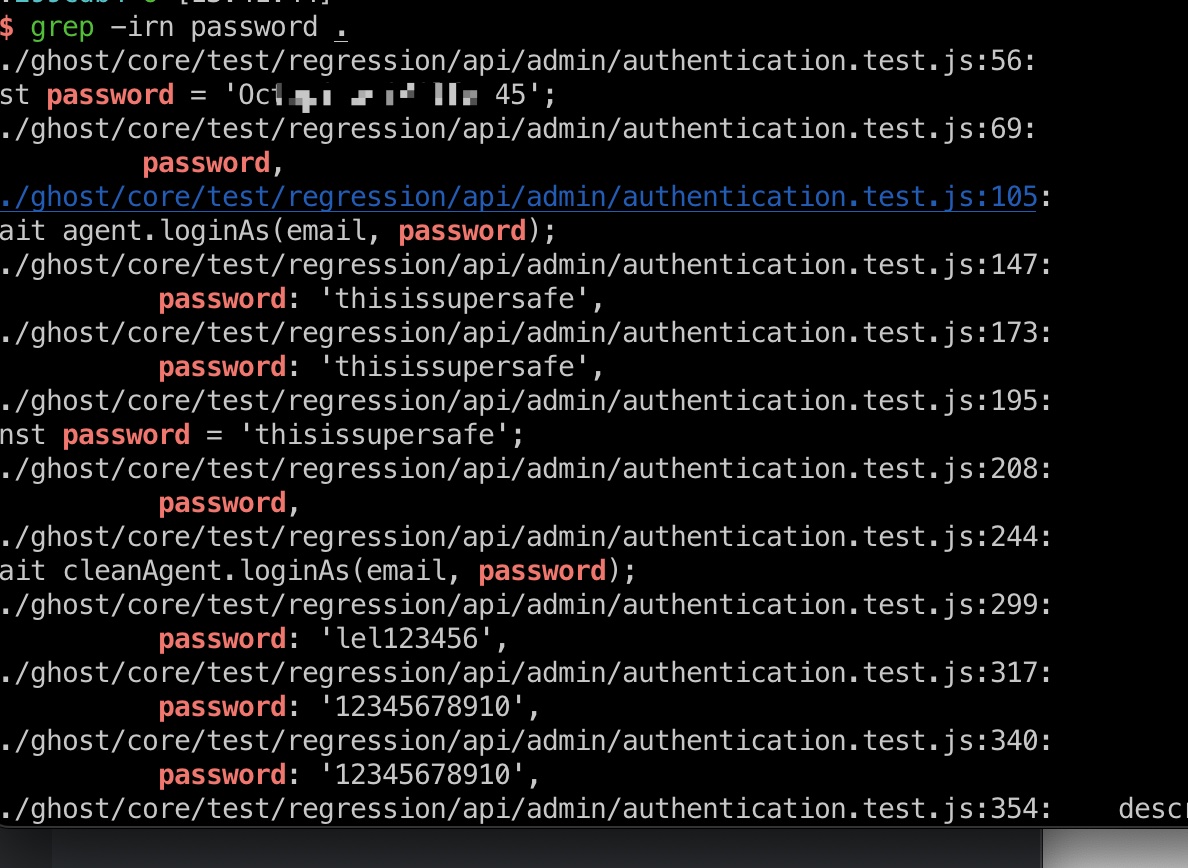 $ grep -irn password .
./ghost/core/test/regression/api/admin/authentication.test.js:56:
st password = 'Oct 45';
./ghost/core/test/regression/api/admin/authentication.test.js:69:
password,
./ghost/core/test/regression/api/admin/authentication.test.js:105:
ait agent.loginAs(email, password);
./ghost/core/test/regression/api/admin/authentication.test.js:147:
password: 'thisissupersafe',
./ghost/core/test/regression/api/admin/authentication.test.js:173:
password: 'thisissupersafe',
./ghost/core/test/regression/api/admin/authentication.test.js:195:
nst password = 'thisissupersafe';
./ghost/core/test/regression/api/admin/authentication.test.js:208:
password,
./ghost/core/test/regression/api/admin/authentication.test.js:244:
ait cleanAgent.loginAs(email, password);
./ghost/core/test/regression/api/admin/authentication.test.js:299:
password: 'lel123456',
./ghost/core/test/regression/api/admin/authentication.test.js:317:
password: '12345678910',
./ghost/core/test/regression/api/admin/authentication.test.js:340:
password: '12345678910',
./ghost/core/test/regression/api/admin/authentication.test.js:354: descr